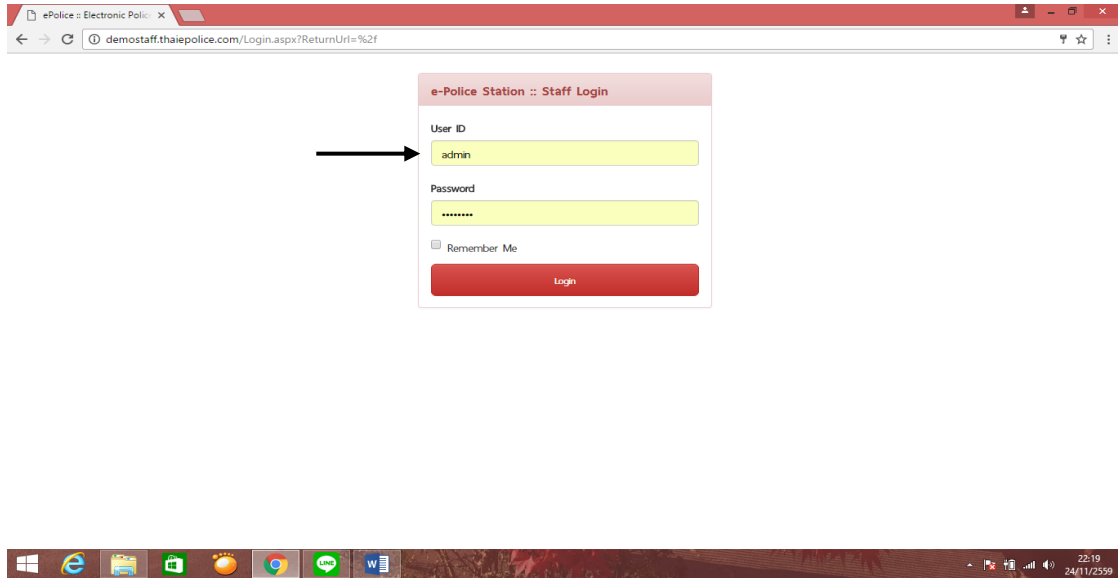 ePolice :: Electronic Polic
demostaff.thaiepolice.com/Login.aspx?ReturnUrl=%2f
e-Police Station :: Staff Login
User ID
admin
Password
••••••••
Remember Me
Login
LINE
22:19
24/11/2559